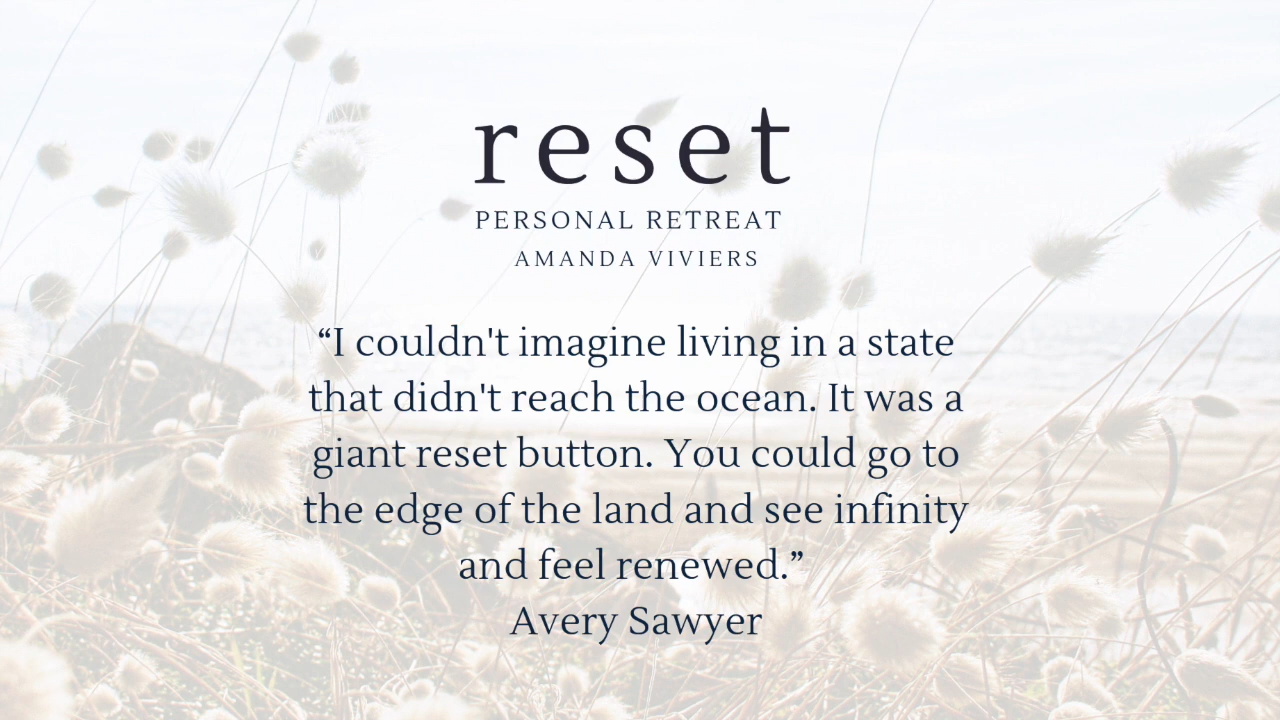 reset
PERSONAL RETREAT
AMANDA VIVIERS
“I couldn't imagine living in a state
that didn't reach the ocean. It was a
giant reset button. You could go to
the edge of the land and see infinity
and feel renewed.”
Avery Sawyer